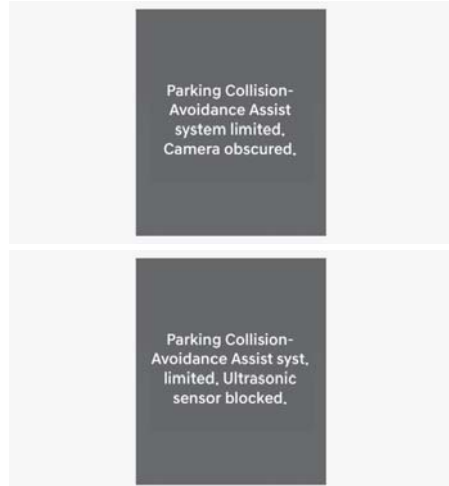 Parking Collision-
Avoidance Assist
system limited.
Camera obscured.
Parking Collision-
Avoidance Assist syst.
limited. Ultrasonic
sensor blocked.